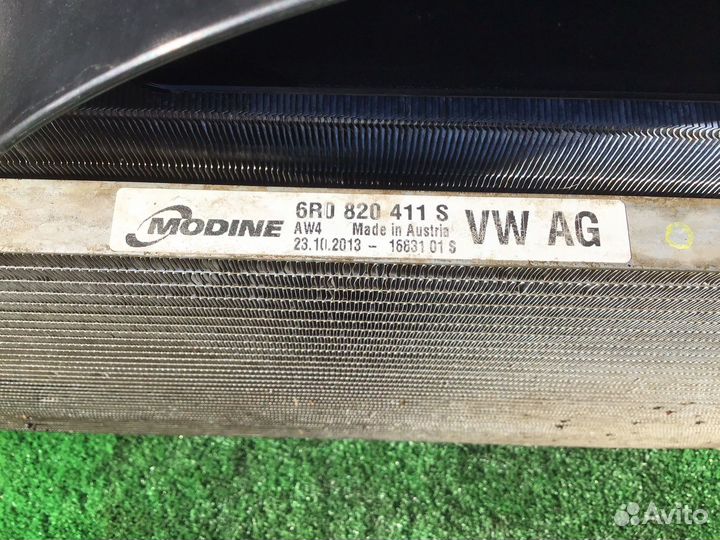 MODINE
6R0 820 411 S
AW4 Made in Austria
23.10.2013 - 16631 01 S
VW AG
Avito